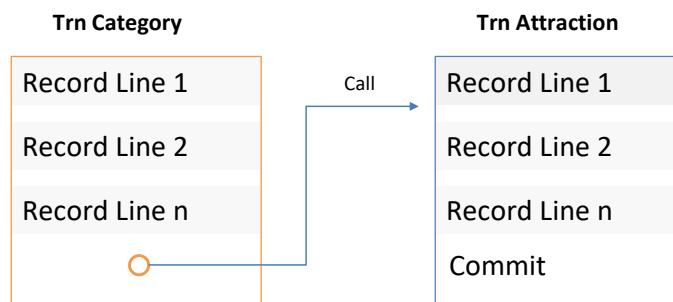 Trn Category
Record Line 1
Record Line 2
Record Line n
Call
Trn Attraction
Record Line 1
Record Line 2
Record Line n
Commit